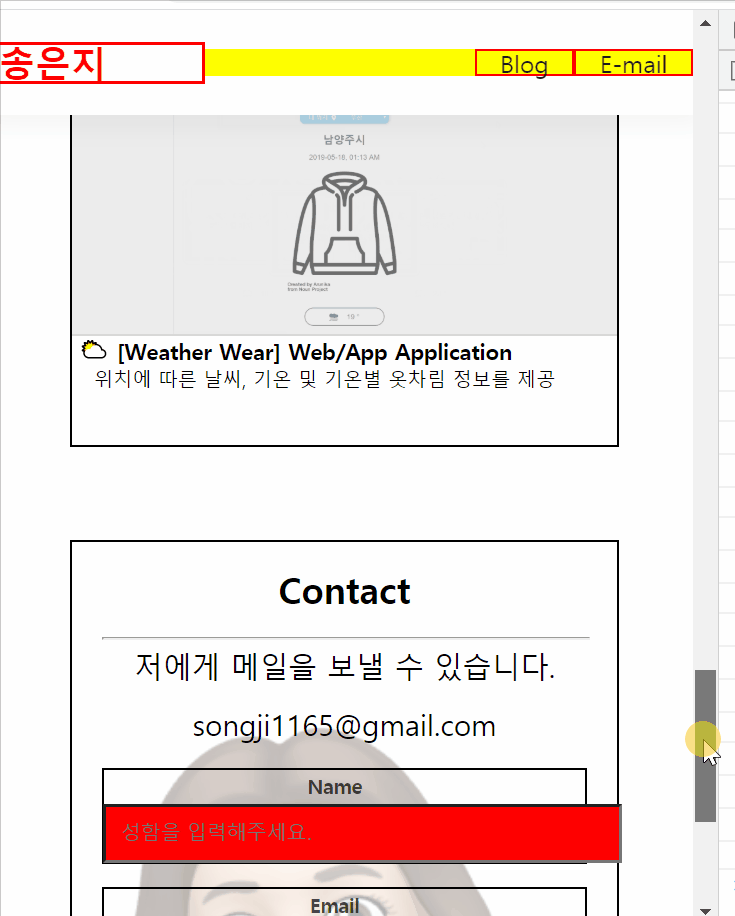 송은지
Blog
E-mail
남양주시
2019-05-18, 01:13 AM
Created by Arunika
from Noun Project
19 °
[Weather Wear] Web/App Application
위치에 따른 날씨, 기온 및 기온별 옷차림 정보를 제공
Contact
저에게 메일을 보낼 수 있습니다.
songji1165@gmail.com
Name
성함을 입력해주세요.
Email